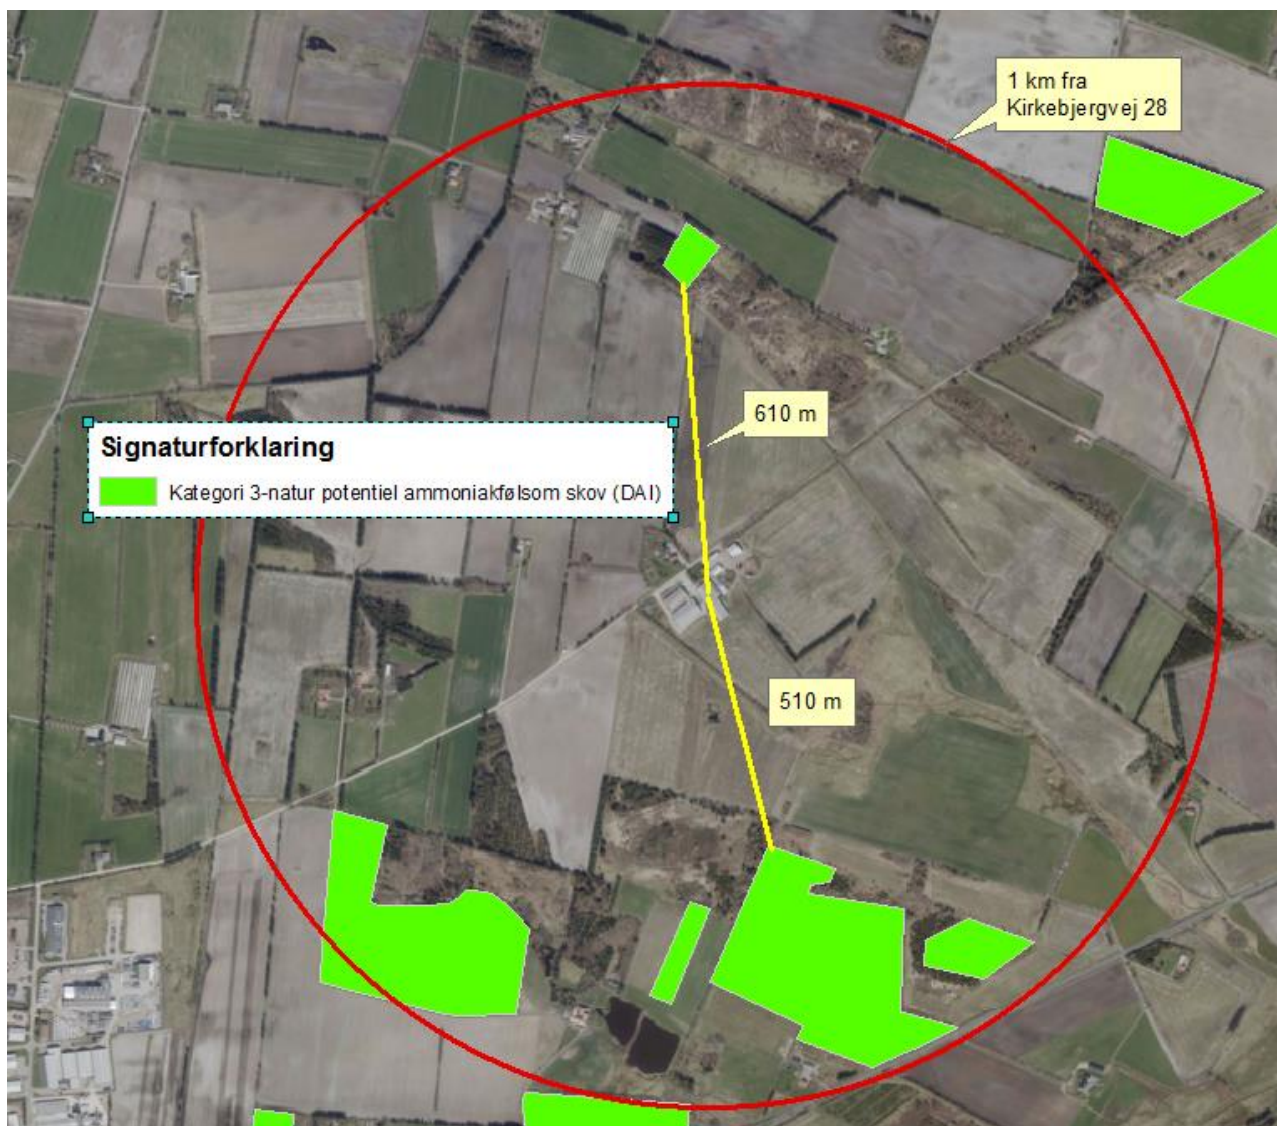 1 km fra
Kirkebjergvej 28
610 m
Signaturforklaring
Kategori 3-natur potentiel ammoniakfølsom skov (DAI)
510 m